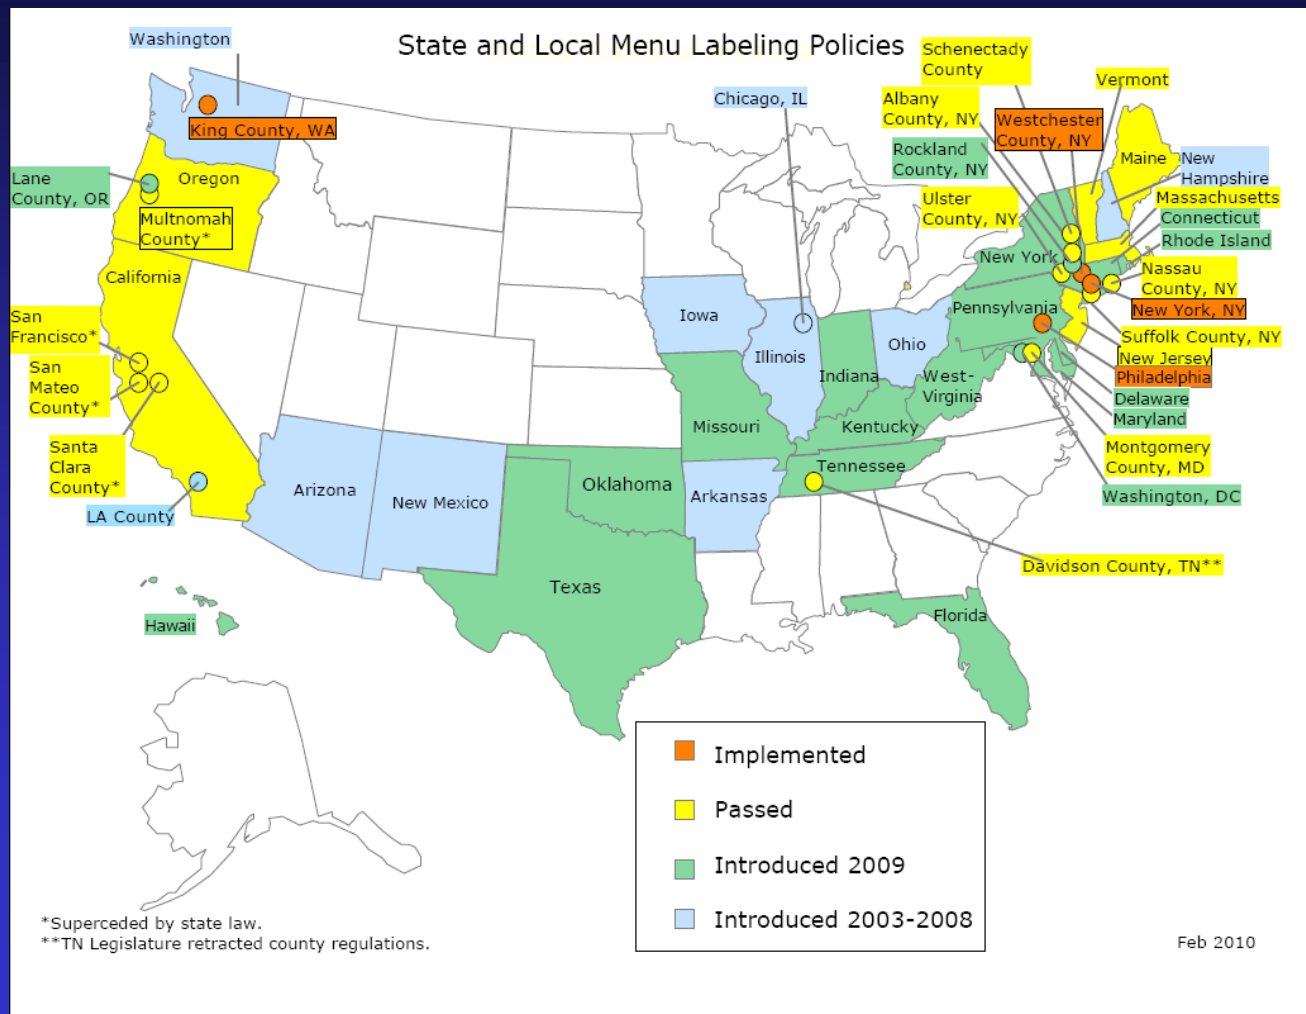 State and Local Menu Labeling Policies
Washington
King County, WA
Lane
County, OR
Oregon
Multnomah
County*
California
San
Francisco*
San
Mateo
County*
Santa
Clara
County*
LA County
Arizona
New Mexico
Hawaii
Texas
Oklahoma
Iowa
Missouri
Arkansas
Chicago, IL
Illinois
Indiana
Ohio
Kentucky
Tennessee
West-
Virginia
Pennsylvania
New York
Florida
Schenectady
County
Albany
County, NY
Westchester
County, NY
Rockland
County, NY
Ulster
County, NY
Vermont
Maine
New
Hampshire
Massachusetts
Connecticut
Rhode Island
Nassau
County, NY
New York, NY
Suffolk County, NY
New Jersey
Philadelphia
Delaware
Maryland
Montgomery
County, MD
Washington, DC
Davidson County, TN**
Implemented
Passed
Introduced 2009
Introduced 2003-2008
*Superceded by state law.
**TN Legislature retracted county regulations.
Feb 2010